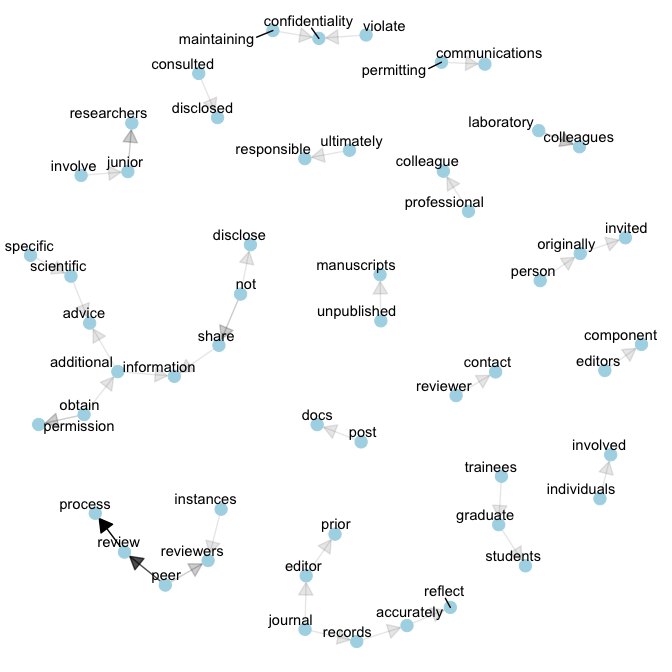 confidentiality
violate
maintaining
communications
consulted
permitting
disclosed
researchers
laboratory
colleagues
ultimately
responsible
colleague
involve
junior
professional
invited
disclose
originally
specific
scientific
manuscripts
person
not
advice
unpublished
share
component
additional
information
contact
editors
reviewer
obtain
docs
permission
post
involved
trainees
individuals
process
instances
graduate
prior
review
reviewers
students
editor
peer
reflect
accurately
journal
records